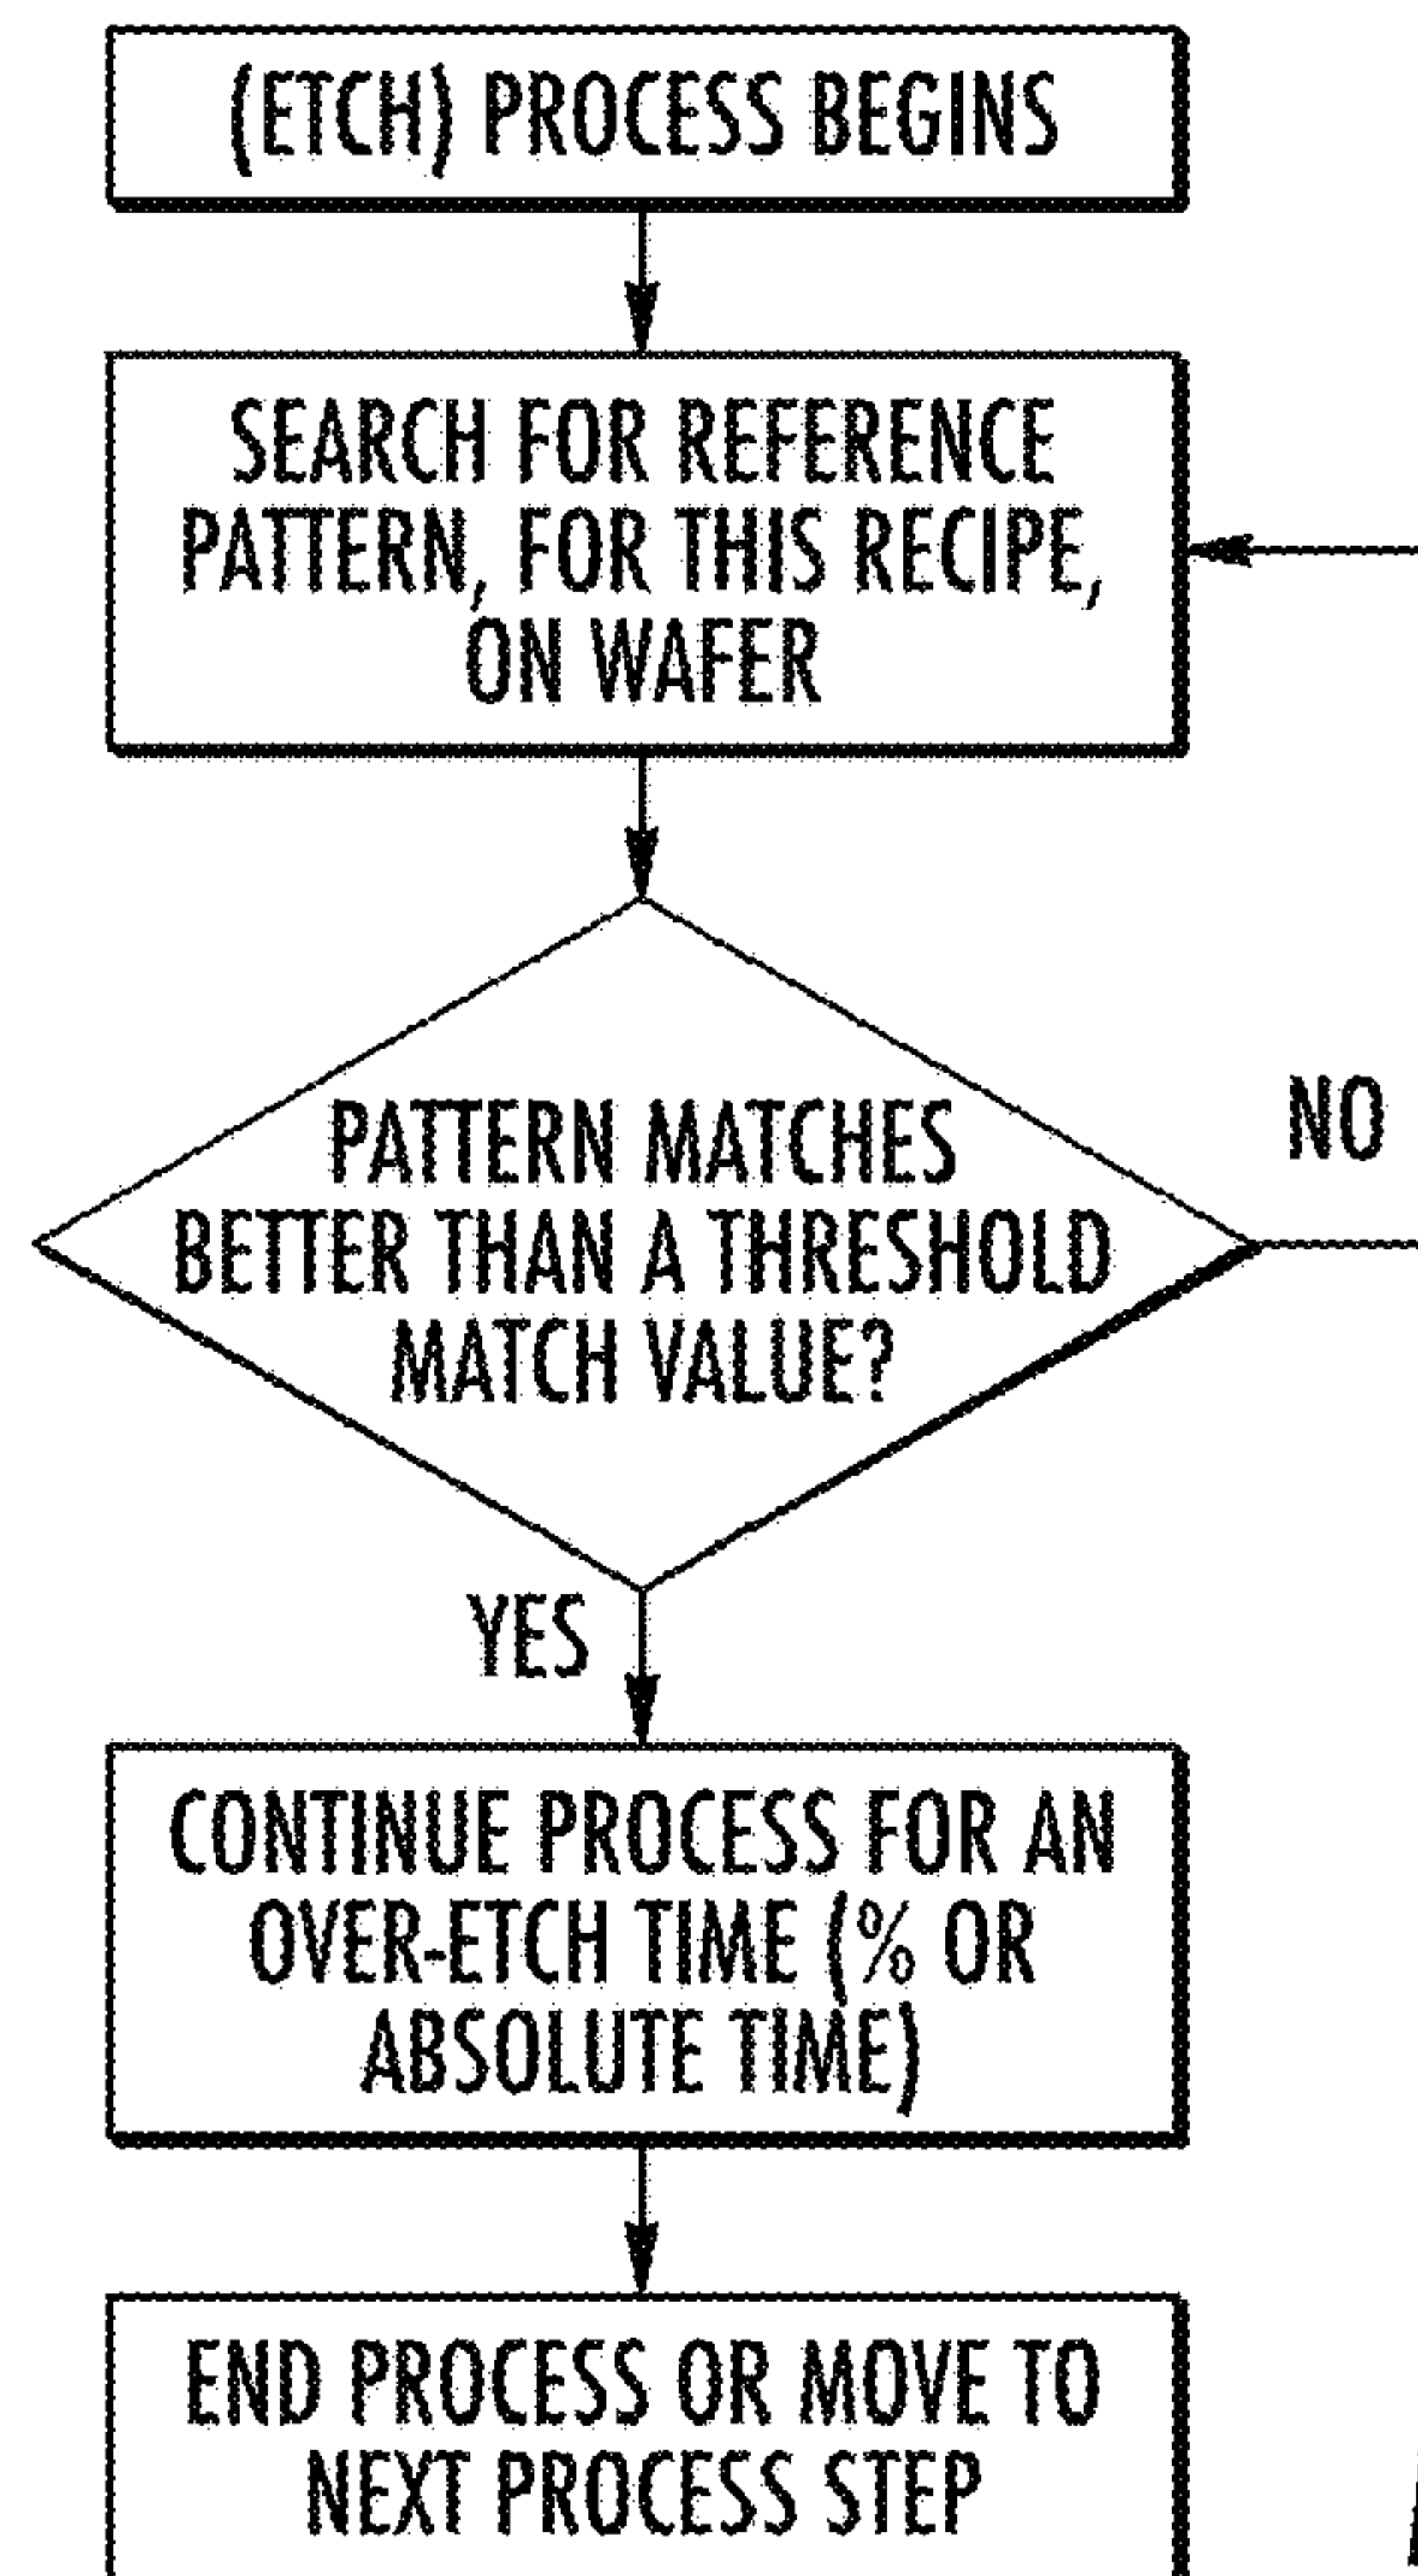 (ETCH) PROCESS BEGINS
SEARCH FOR REFERENCE
PATTERN, FOR THIS RECIPE,
ON WAFER
PATTERN MATCHES
BETTER THAN A THRESHOLD
MATCH VALUE?
NO
YES
CONTINUE PROCESS FOR AN
OVER-ETCH TIME (% OR
ABSOLUTE TIME)
END PROCESS OR MOVE TO
NEXT PROCESS STEP